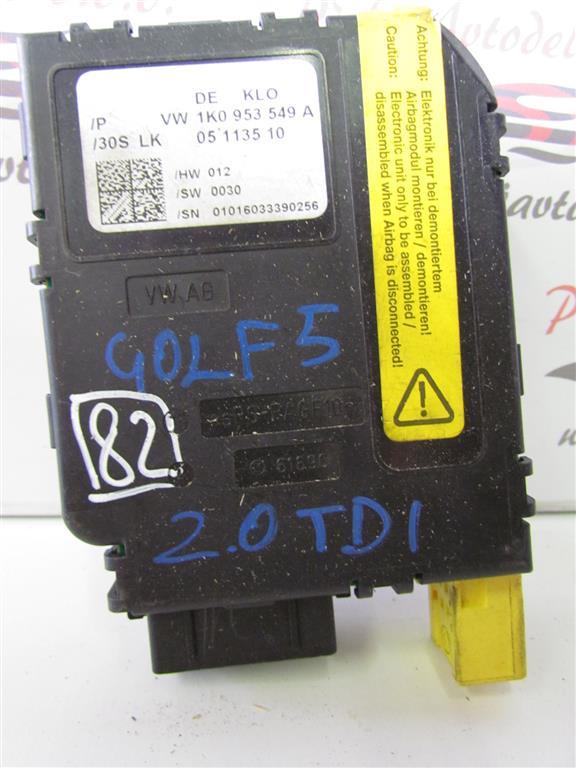 DE KLO
/P VW 1K0 953 549 A
/30S LK 05 1135 10
/HW 012
/SW 0030
/SN 01016033390256
VW AG
GOLF 5
82
2.0 TDI
Achtung: Elektronik nur bei demontiertem
Airbagmodul montieren / demontieren!
Caution: Electronic unit only to be assembled /
disassembled when Airbag is disconnected!